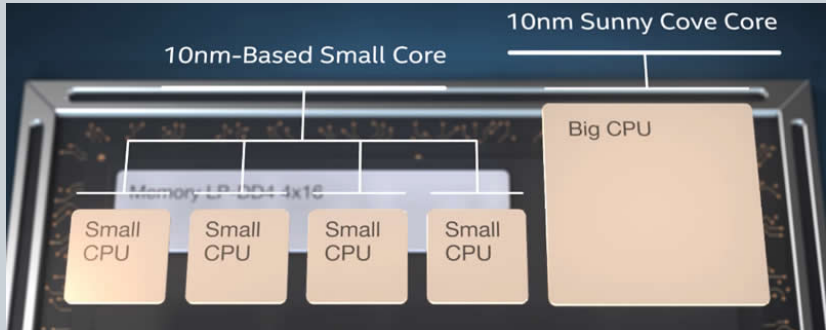 10nm Sunny Cove Core
10nm-Based Small Core
Big CPU
Memory LP-DD4 4x16
Small
CPU
Small
CPU
Small
CPU
Small
CPU